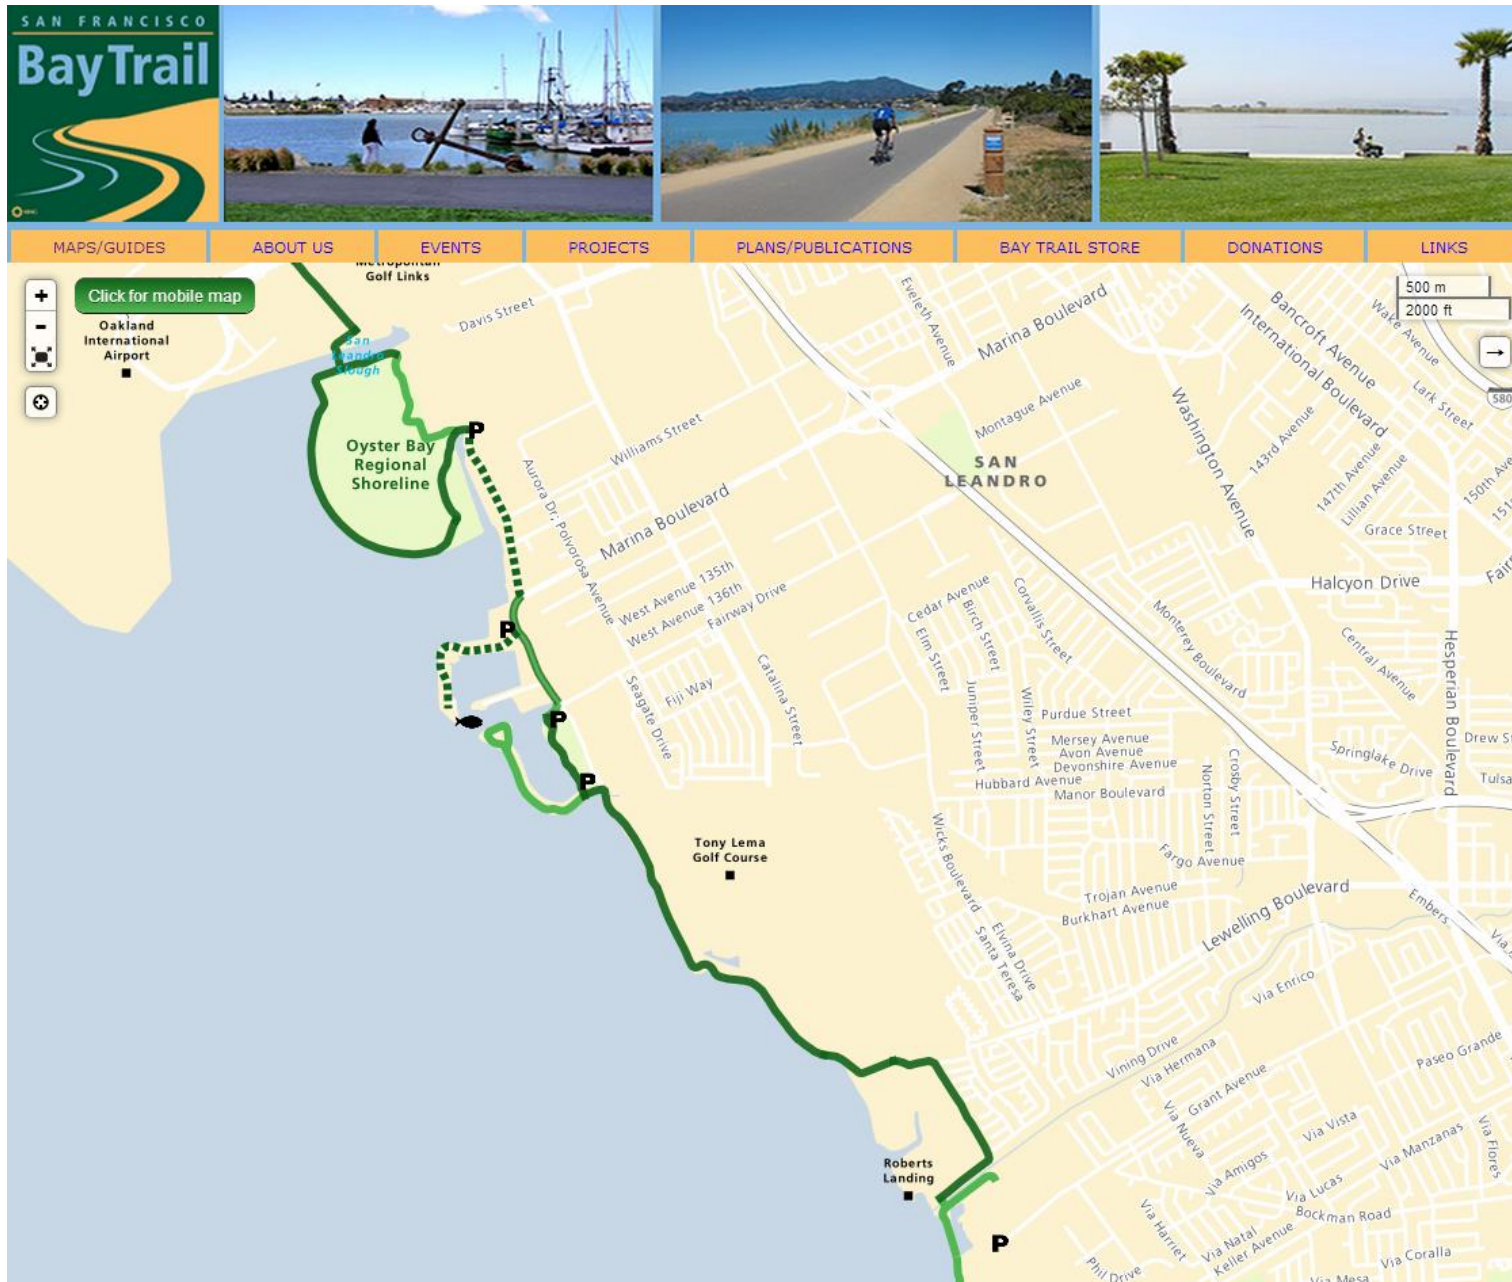 SAN FRANCISCO
Bay Trail
MAPS/GUIDES
ABOUT US
EVENTS
PROJECTS
PLANS/PUBLICATIONS
BAY TRAIL STORE
DONATIONS
LINKS
+
-
Click for mobile map
500 m
2000 ft
→
580
Metropolitan
Golf Links
Oakland
International
Airport
San
Leandro
Slough
Davis Street
Eveleth Avenue
Marina Boulevard
Bancroft Avenue
International Boulevard
Wake Avenue
Lark Street
Oyster Bay
Regional
Shoreline
P
Williams Street
Montague Avenue
Washington Avenue
143rd Avenue
147th Avenue
Lillian Avenue
150th Ave
151s
SAN
LEANDRO
Grace Street
Aurora Dr; Polvorosa Avenue
Marina Boulevard
West Avenue 135th
West Avenue 136th
Fairway Drive
Cedar Avenue
Birch Street
Corvallis Street
Elm Street
Monterey Boulevard
Halcyon Drive
Fair
Central Avenue
Hesperian Boulevard
P
Seagate Drive
Fiji Way
Catalina Street
Juniper Street
Wiley Street
Purdue Street
Mersey Avenue
Avon Avenue
Devonshire Avenue
Hubbard Avenue
Manor Boulevard
Norton Street
Crosby Street
Springlake Drive
Drew S
Tulsa
P
P
Tony Lema
Golf Course
Wicks Boulevard
Fargo Avenue
Trojan Avenue
Burkhart Avenue
Lewelling Boulevard
Embers
Via
Elvina Drive
Santa Teresa
Via Enrico
Vining Drive
Via Hermana
Grant Avenue
Paseo Grande
Via Nueva
Via Vista
Via Manzanas
Via Flores
Via Amigos
Via Lucas
Bockman Road
Roberts
Landing
P
Via Harriet
Via Natal
Keller Avenue
Via Coralla
Phil Drive
Via Mesa